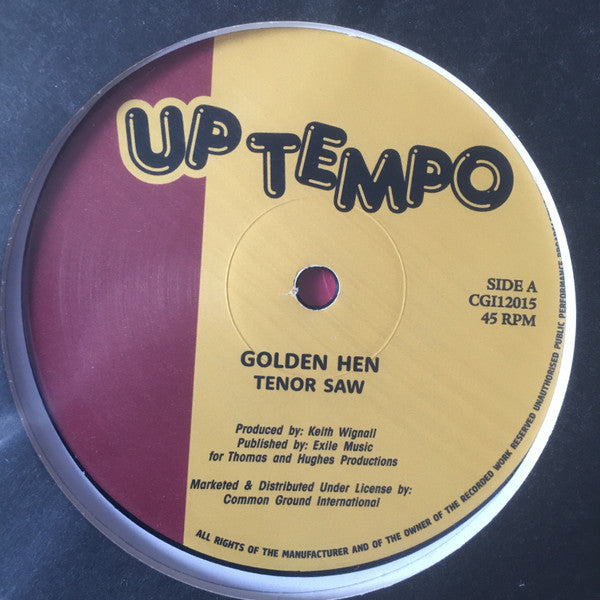 UP TEMPO
SIDE A
CGI12015
45 RPM
GOLDEN HEN
TENOR SAW
Produced by: Keith Wignall
Published by: Exile Music
for Thomas and Hughes Productions
Marketed & Distributed Under License by:
Common Ground International
ALL RIGHTS OF THE MANUFACTURER AND OF THE OWNER OF THE RECORDED WORK RESERVED UNAUTHORISED PUBLIC PERFORMANCE